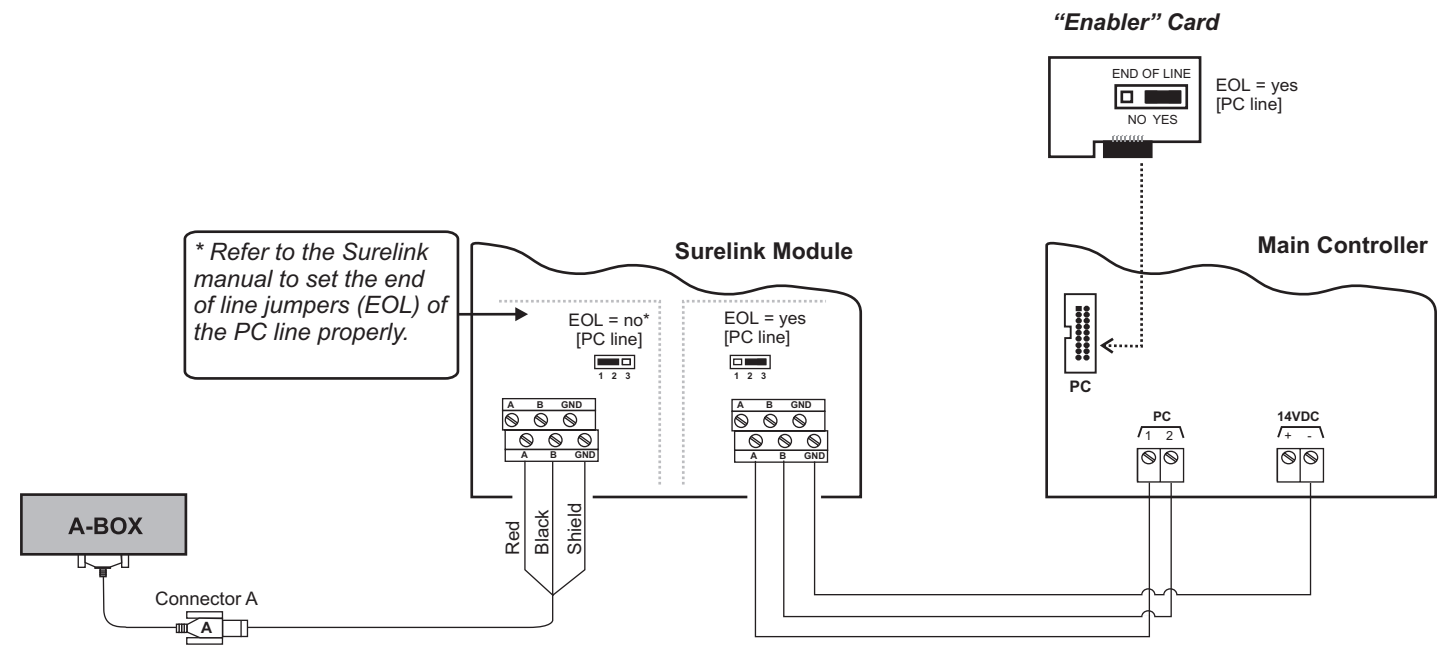 “Enabler” Card
END OF LINE
NO YES
EOL = yes
[PC line]
* Refer to the Surelink
manual to set the end
of line jumpers (EOL) of
the PC line properly.
Surelink Module
EOL = no*
[PC line]
1 2 3
A B GND
A B GND
EOL = yes
[PC line]
1 2 3
A B GND
A B GND
Main Controller
PC
PC
1 2
14VDC
+ -
Red
Black
Shield
A-BOX
Connector A
A